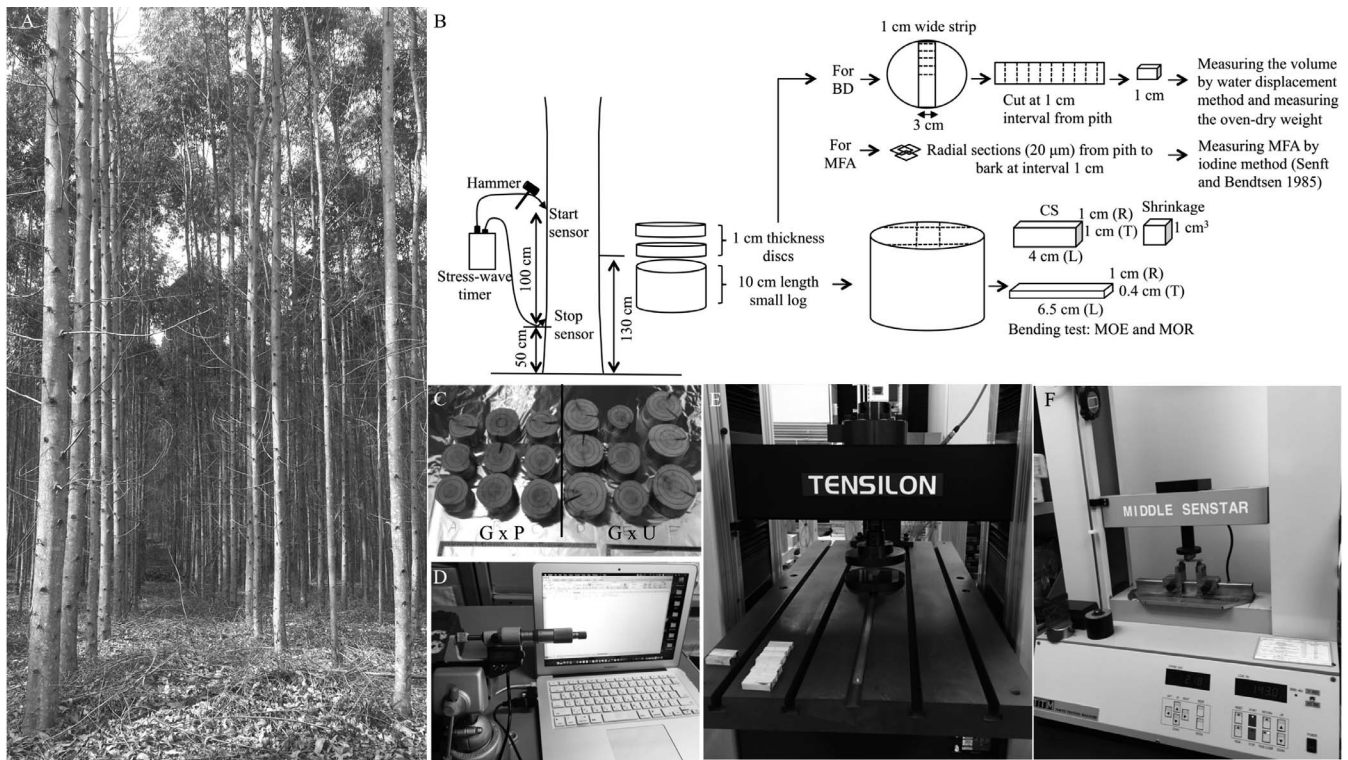 A
B
1 cm wide strip
For
BD
3 cm
Cut at 1 cm
interval from pith
1 cm
Measuring the volume
by water displacement
method and measuring
the oven-dry weight
For
MFA
Radial sections (20 μm) from pith to
bark at interval 1 cm
Measuring MFA by
iodine method (Senft
and Bendtsen 1985)
Hammer
Start
sensor
Stress-wave
timer
100 cm
Stop
sensor
50 cm
130 cm
1 cm thickness
discs
10 cm length
small log
CS
1 cm (R)
1 cm (T)
4 cm (L)
Shrinkage
1 cm³
1 cm (R)
0.4 cm (T)
6.5 cm (L)
Bending test: MOE and MOR
C
G x P
G x U
D
E
TENSILON
F
MIDDLE SENSTAR